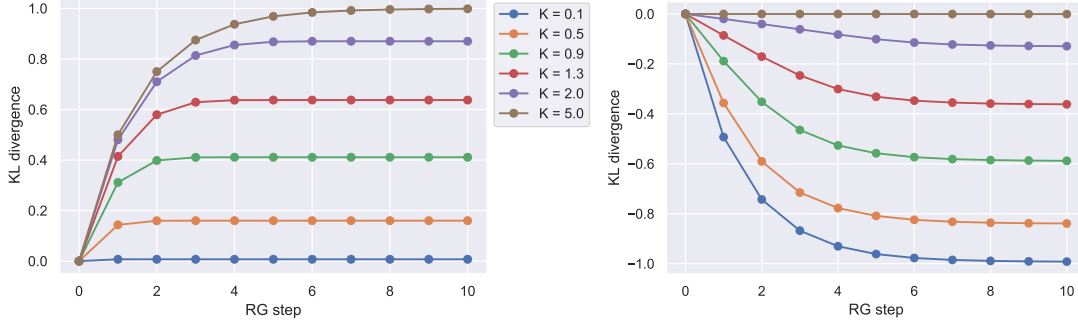 1.0
0.8
0.6
0.4
0.2
0.0
KL divergence
0 2 4 6 8 10
RG step
K = 0.1
K = 0.5
K = 0.9
K = 1.3
K = 2.0
K = 5.0
0.0
−0.2
−0.4
−0.6
−0.8
−1.0
KL divergence
0 2 4 6 8 10
RG step